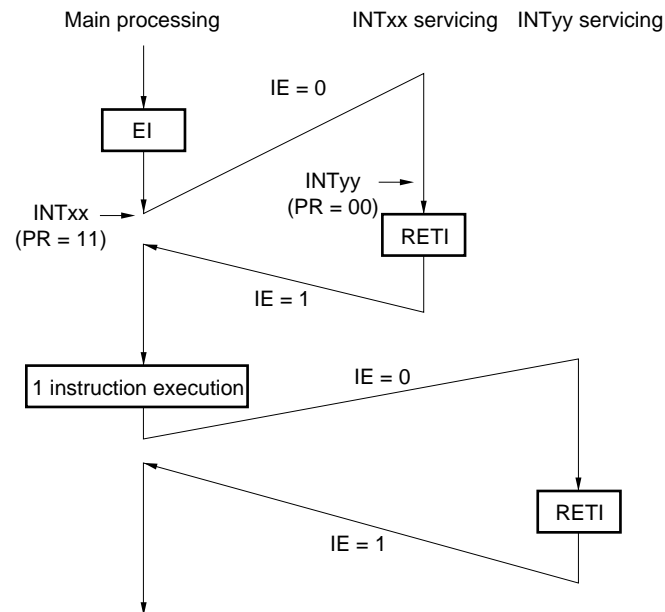 Main processing
INTxx servicing
INTyy servicing
IE = 0
EI
INTyy
(PR = 00)
INTxx
(PR = 11)
RETI
IE = 1
1 instruction execution
IE = 0
RETI
IE = 1